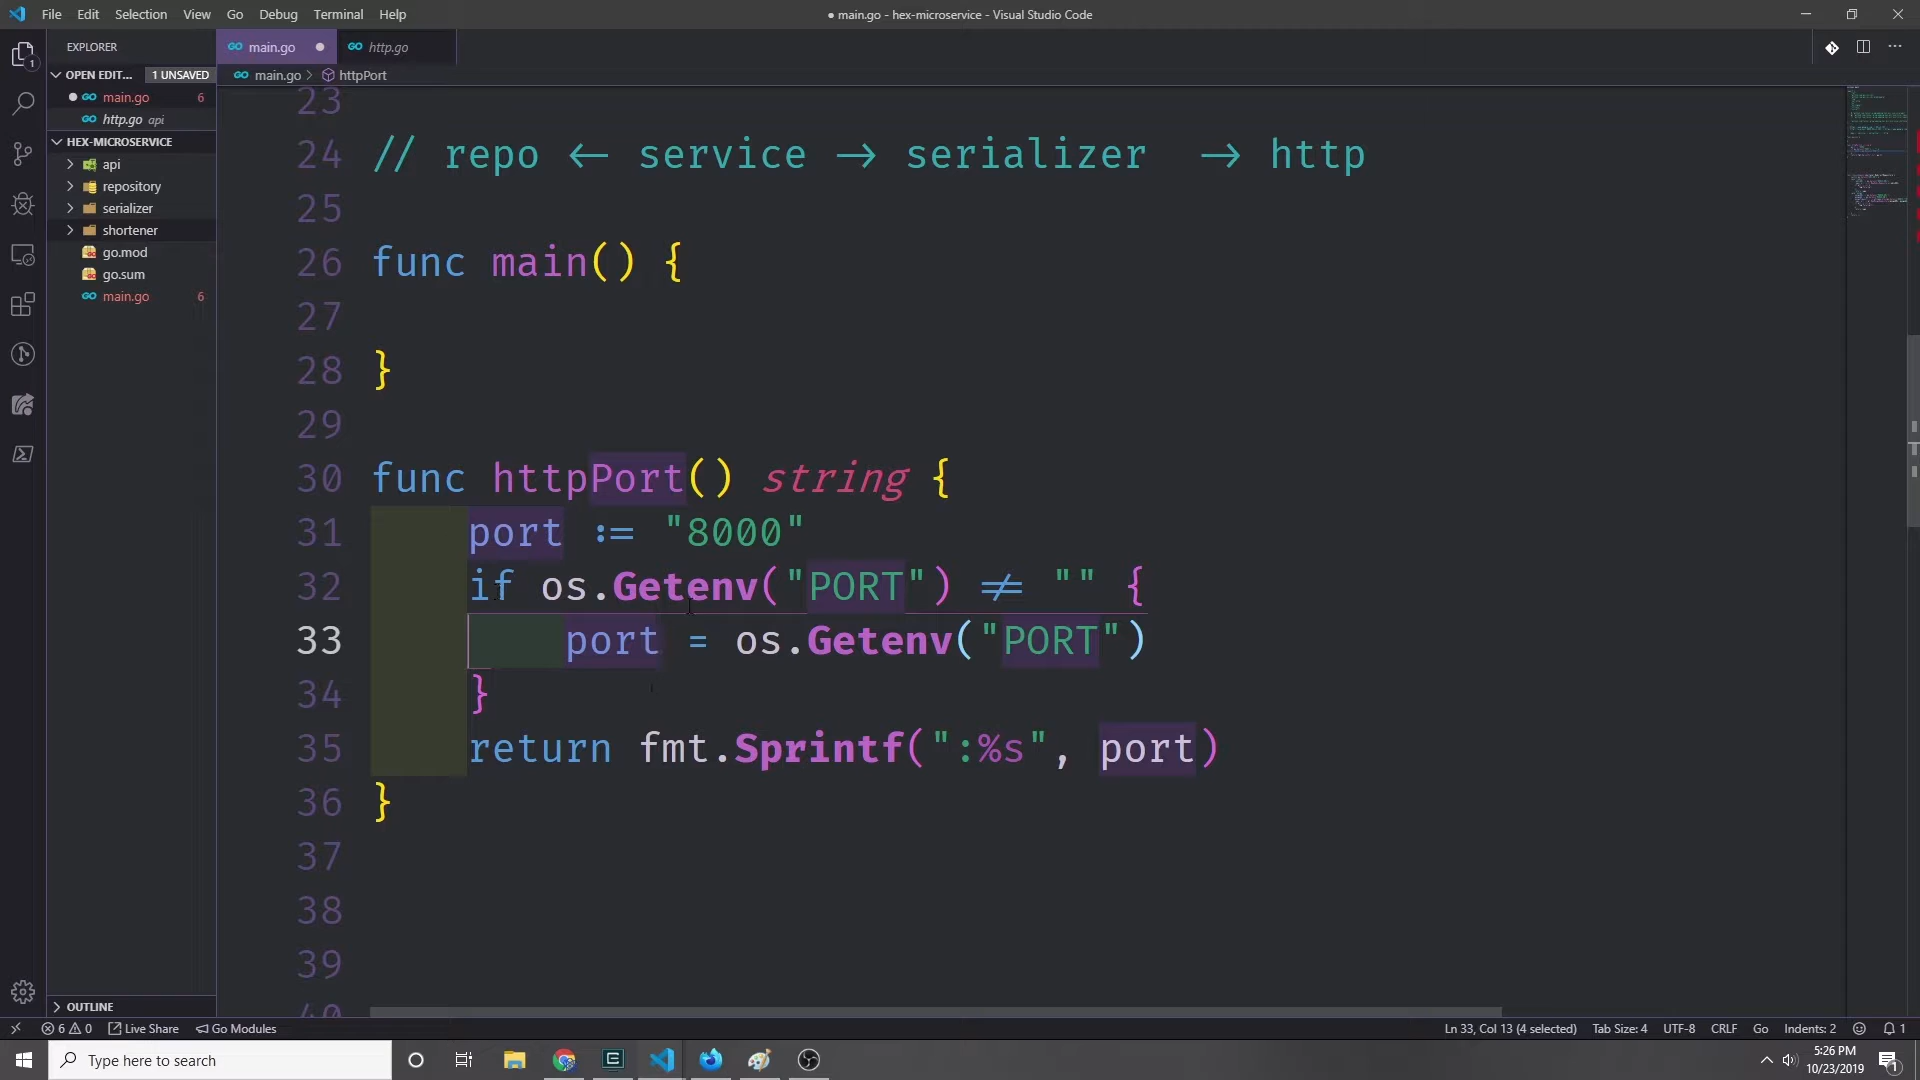 File Edit Selection View Go Debug Terminal Help
● main.go - hex-microservice - Visual Studio Code
EXPLORER
main.go
http.go
OPEN EDIT... 1 UNSAVED
main.go > httpPort
main.go 6
http.go api
HEX-MICROSERVICE
api
repository
serializer
shortener
go.mod
go.sum
main.go 6
OUTLINE
23
24 // repo <- service -> serializer  -> http
25
26 func main() {
27
28 }
29
30 func httpPort() string {
31 port := "8000"
32 if os.Getenv("PORT") != "" {
33 port = os.Getenv("PORT")
34 }
35 return fmt.Sprintf(":%s", port)
36 }
37
38
39
40
6 0 Live Share Go Modules
Ln 33, Col 13 (4 selected) Tab Size: 4 UTF-8 CRLF Go Indents: 2 1
Type here to search
5:26 PM
10/23/2019